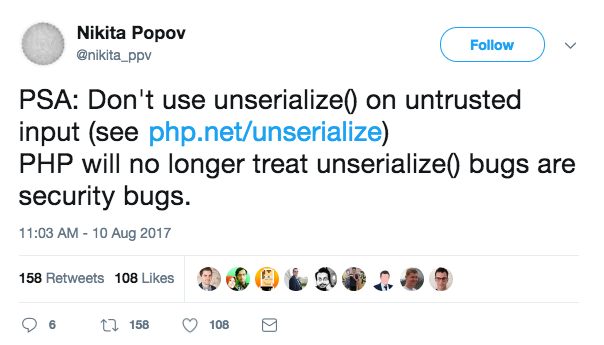 Nikita Popov
@nikita_ppv
Follow
PSA: Don't use unserialize() on untrusted
input (see php.net/unserialize)
PHP will no longer treat unserialize() bugs are
security bugs.
11:03 AM - 10 Aug 2017
158 Retweets 108 Likes
6 158 108